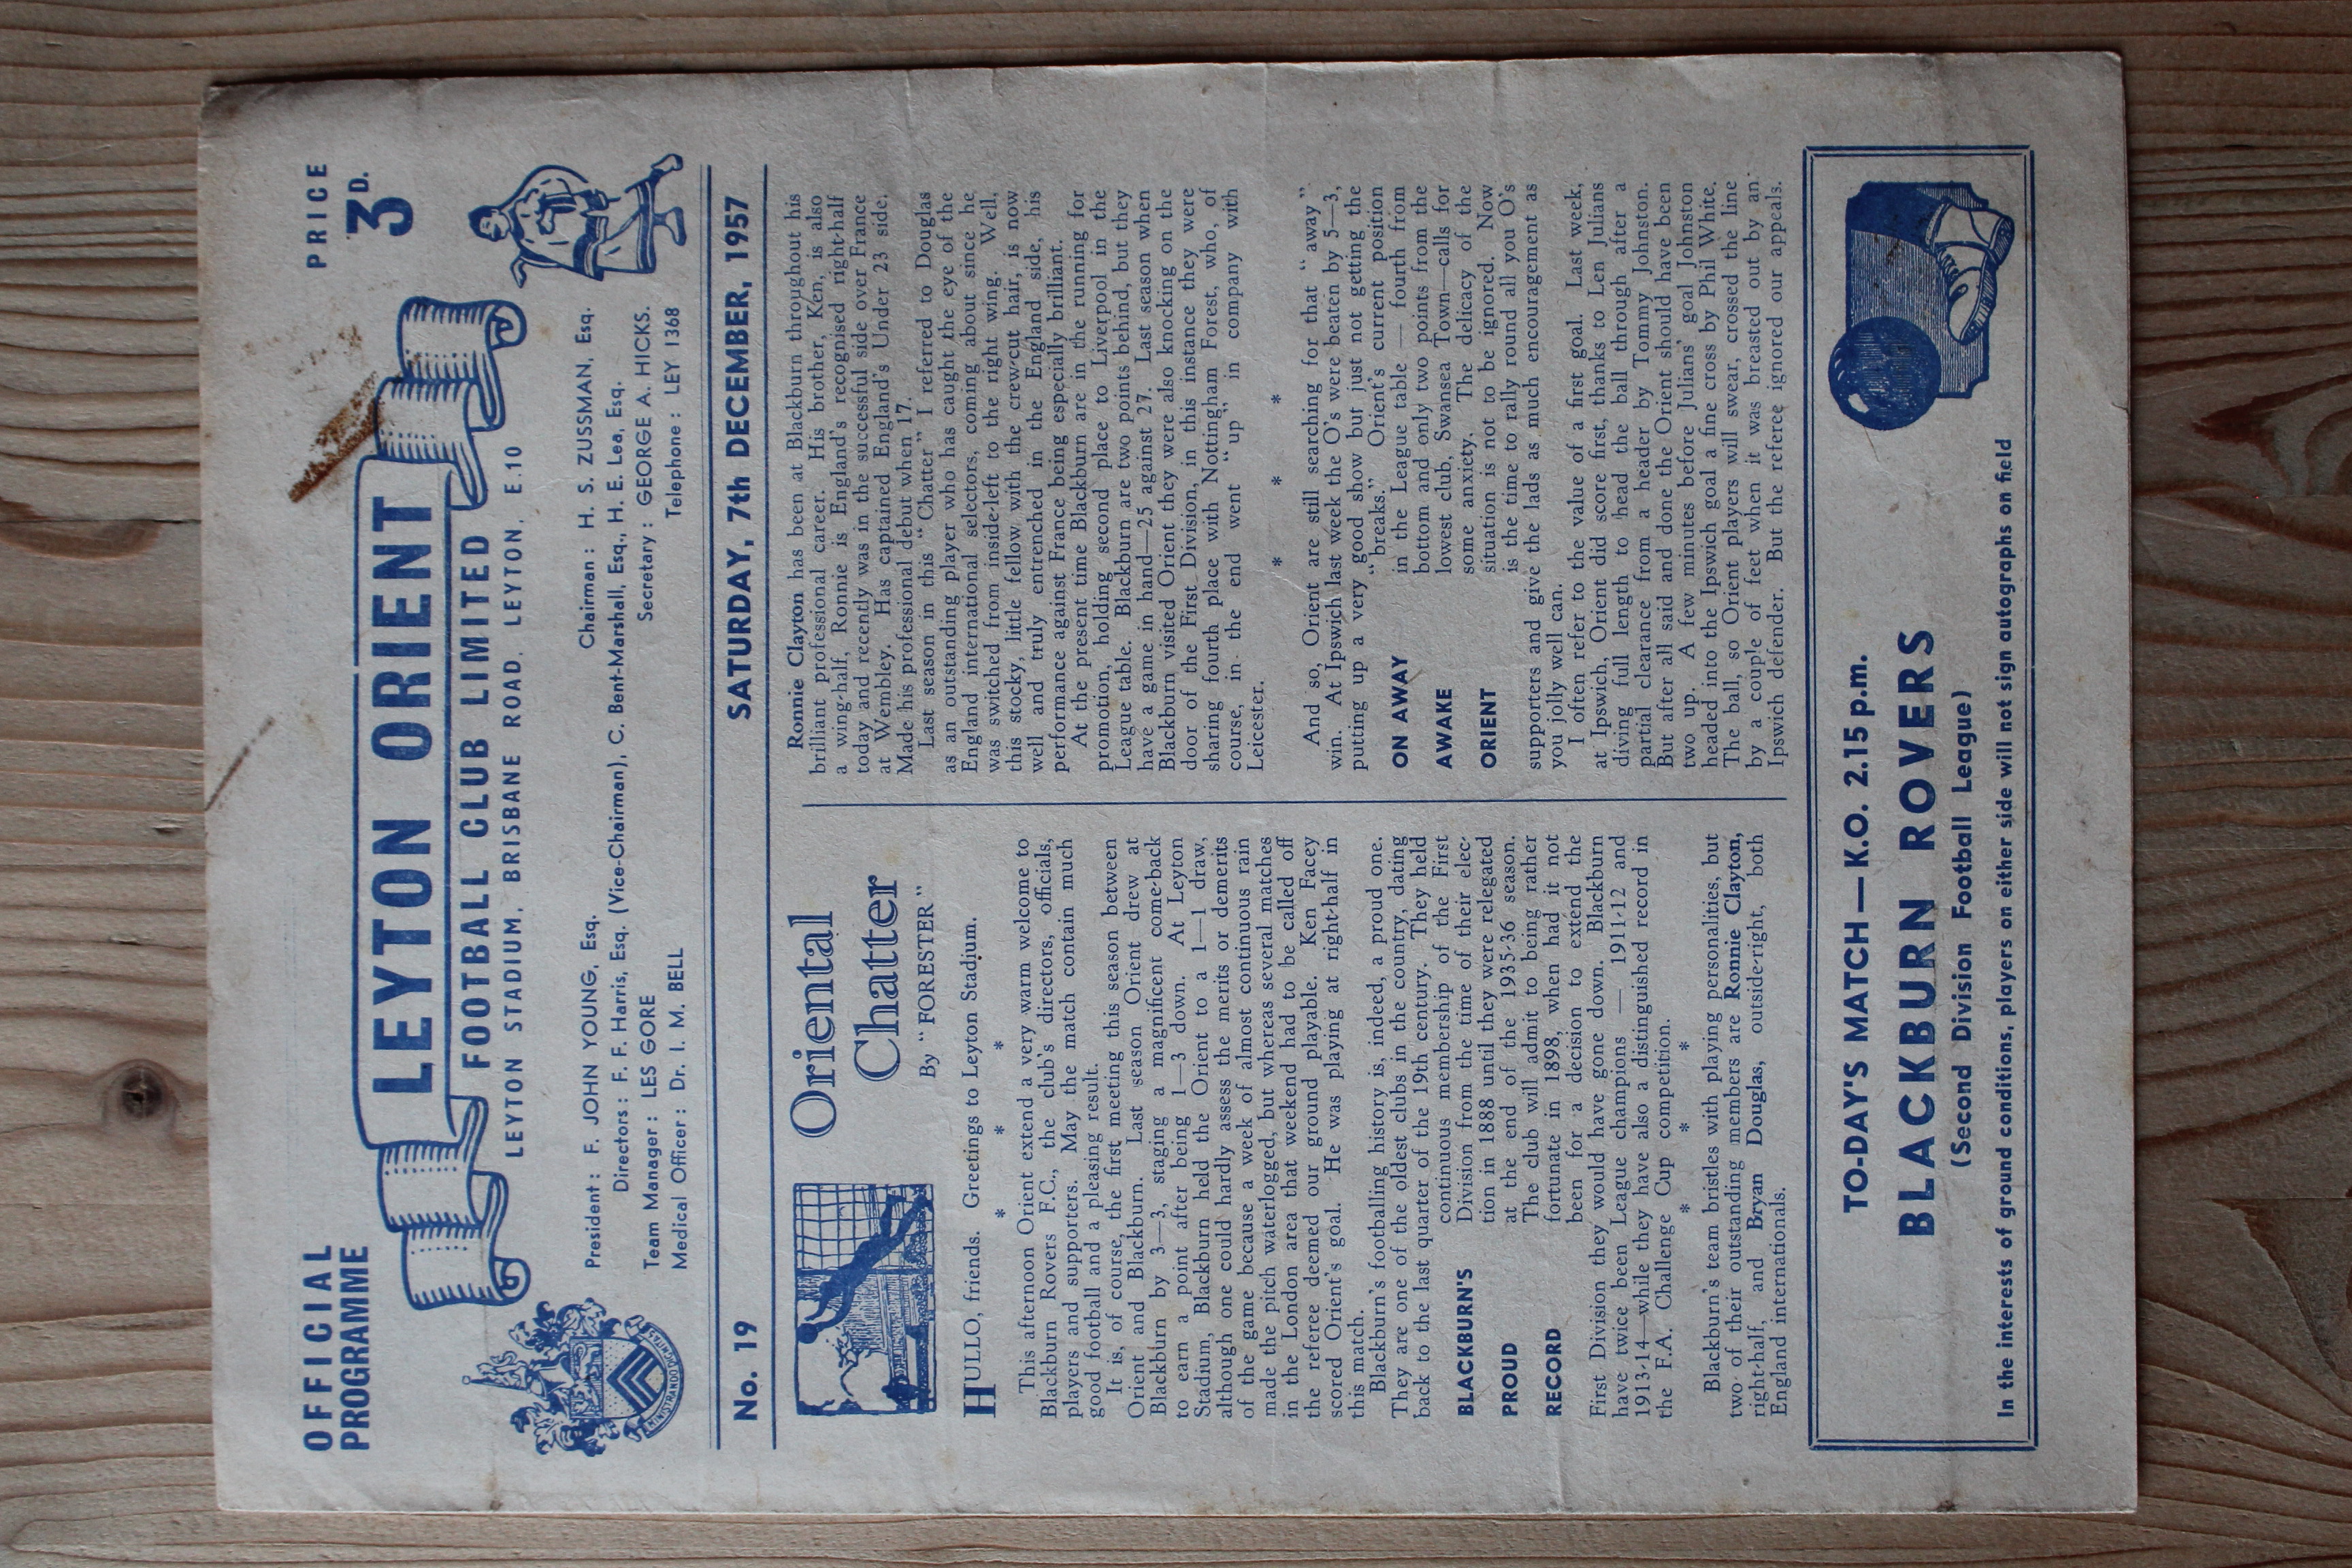 OFFICIAL
PROGRAMME
PRICE
3D.
LEYTON ORIENT
FOOTBALL CLUB LIMITED
LEYTON STADIUM, BRISBANE ROAD, LEYTON, E.10
President : F. JOHN YOUNG, Esq.
Chairman : H. S. ZUSSMAN, Esq.
Directors : F. F. Harris, Esq. (Vice-Chairman), C. Bent-Marshall, Esq., H. E. Lea, Esq.
Team Manager : LES GORE
Secretary : GEORGE A. HICKS.
Medical Officer : Dr. I. M. BELL
Telephone : LEY 1368
No. 19
SATURDAY, 7th DECEMBER, 1957
Oriental
Chatter
By " FORESTER "
HULLO, friends. Greetings to Leyton Stadium.
* * *
This afternoon Orient extend a very warm welcome to
Blackburn Rovers F.C., the club's directors, officials,
players and supporters. May the match contain much
good football and a pleasing result.
It is, of course, the first meeting this season between
Orient and Blackburn. Last season Orient drew at
Blackburn by 3—3, staging a magnificent come-back
to earn a point after being 1—3 down. At Leyton
Stadium, Blackburn held the Orient to a 1—1 draw,
although one could hardly assess the merits or demerits
of the game because a week of almost continuous rain
made the pitch waterlogged, but whereas several matches
in the London area that weekend had to be called off
the referee deemed our ground playable. Ken Facey
scored Orient's goal. He was playing at right-half in
this match.
Blackburn's footballing history is, indeed, a proud one.
They are one of the oldest clubs in the country, dating
back to the last quarter of the 19th century. They held
BLACKBURN'S
PROUD
RECORD
continuous membership of the First
Division from the time of their elec-
tion in 1888 until they were relegated
at the end of the 1935-36 season.
The club will admit to being rather
fortunate in 1898, when had it not
been for a decision to extend the
First Division they would have gone down. Blackburn
have twice been League champions — 1911-12 and
1913-14—while they have also a distinguished record in
the F.A. Challenge Cup competition.
* * *
Blackburn's team bristles with playing personalities, but
two of their outstanding members are Ronnie Clayton,
right-half, and Bryan Douglas, outside-right, both
England internationals.
Ronnie Clayton has been at Blackburn throughout his
brilliant professional career. His brother, Ken, is also
a wing-half, Ronnie is England's recognised right-half
today and recently was in the successful side over France
at Wembley. Has captained England's Under 23 side.
Made his professional debut when 17.
Last season in this " Chatter " I referred to Douglas
as an outstanding player who has caught the eye of the
England international selectors, coming about since he
was switched from inside-left to the right wing. Well,
this stocky, little fellow with the crew-cut hair, is now
well and truly entrenched in the England side, his
performance against France being especially brilliant.
At the present time Blackburn are in the running for
promotion, holding second place to Liverpool in the
League table. Blackburn are two points behind, but they
have a game in hand—25 against 27. Last season when
Blackburn visited Orient they were also knocking on the
door of the First Division, in this instance they were
sharing fourth place with Nottingham Forest, who, of
course, in the end went " up " in company with
Leicester.
* * *
And so, Orient are still searching for that " away "
win. At Ipswich last week the O's were beaten by 5—3,
putting up a very good show but just not getting the
ON AWAY
AWAKE
ORIENT
" breaks." Orient's current position
in the League table — fourth from
bottom and only two points from the
lowest club, Swansea Town—calls for
some anxiety. The delicacy of the
situation is not to be ignored. Now
is the time to rally round all you O's
supporters and give the lads as much encouragement as
you jolly well can.
I often refer to the value of a first goal. Last week,
at Ipswich, Orient did score first, thanks to Len Julians
diving full length to head the ball through after a
partial clearance from a header by Tommy Johnston.
But after all said and done the Orient should have been
two up. A few minutes before Julians' goal Johnston
headed into the Ipswich goal a fine cross by Phil White.
The ball, so Orient players will swear, crossed the line
by a couple of feet when it was breasted out by an
Ipswich defender. But the referee ignored our appeals.
TO-DAY'S MATCH—K.O. 2.15 p.m.
BLACKBURN ROVERS
(Second Division Football League)
In the interests of ground conditions, players on either side will not sign autographs on field